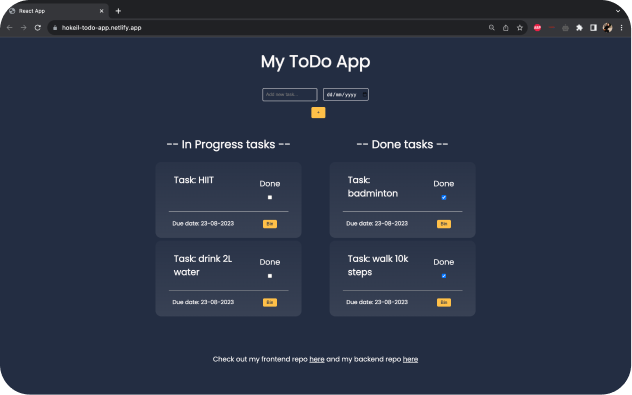 React App
hokeil-todo-app.netlify.app
My ToDo App
Add new task...
dd/mm/yyyy
+
-- In Progress tasks --
-- Done tasks --
Task: HIIT
Done
Due date: 23-08-2023
Bin
Task: badminton
Done
Due date: 23-08-2023
Bin
Task: drink 2L
water
Done
Due date: 23-08-2023
Bin
Task: walk 10k
steps
Done
Due date: 23-08-2023
Bin
Check out my frontend repo here and my backend repo here